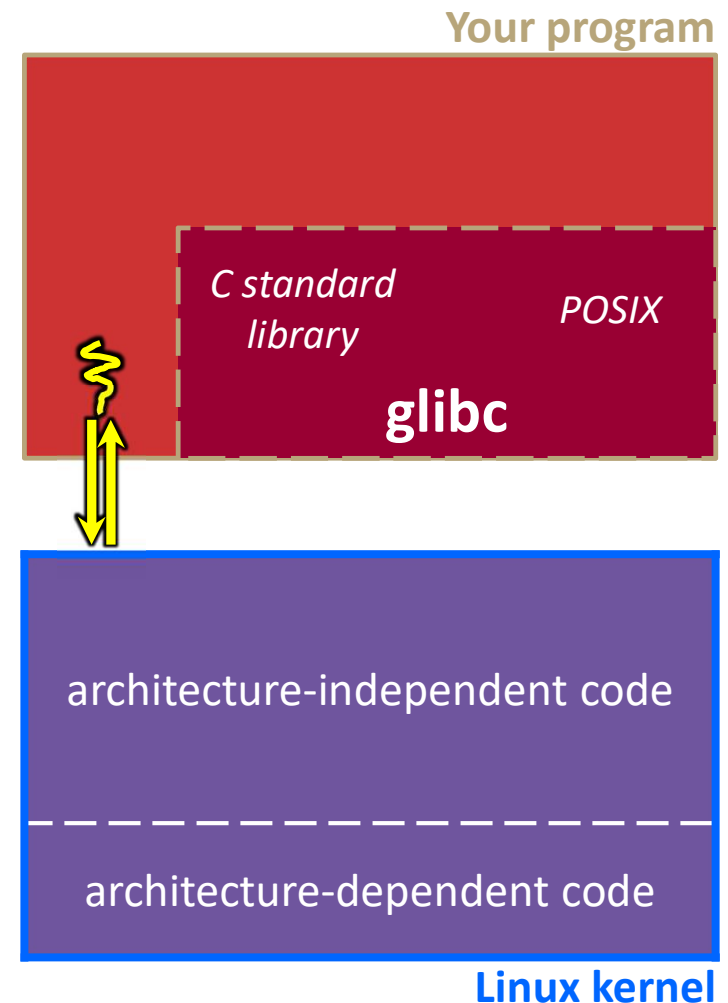 Your program
C standard
library
POSIX
glibc
architecture-independent code
architecture-dependent code
Linux kernel